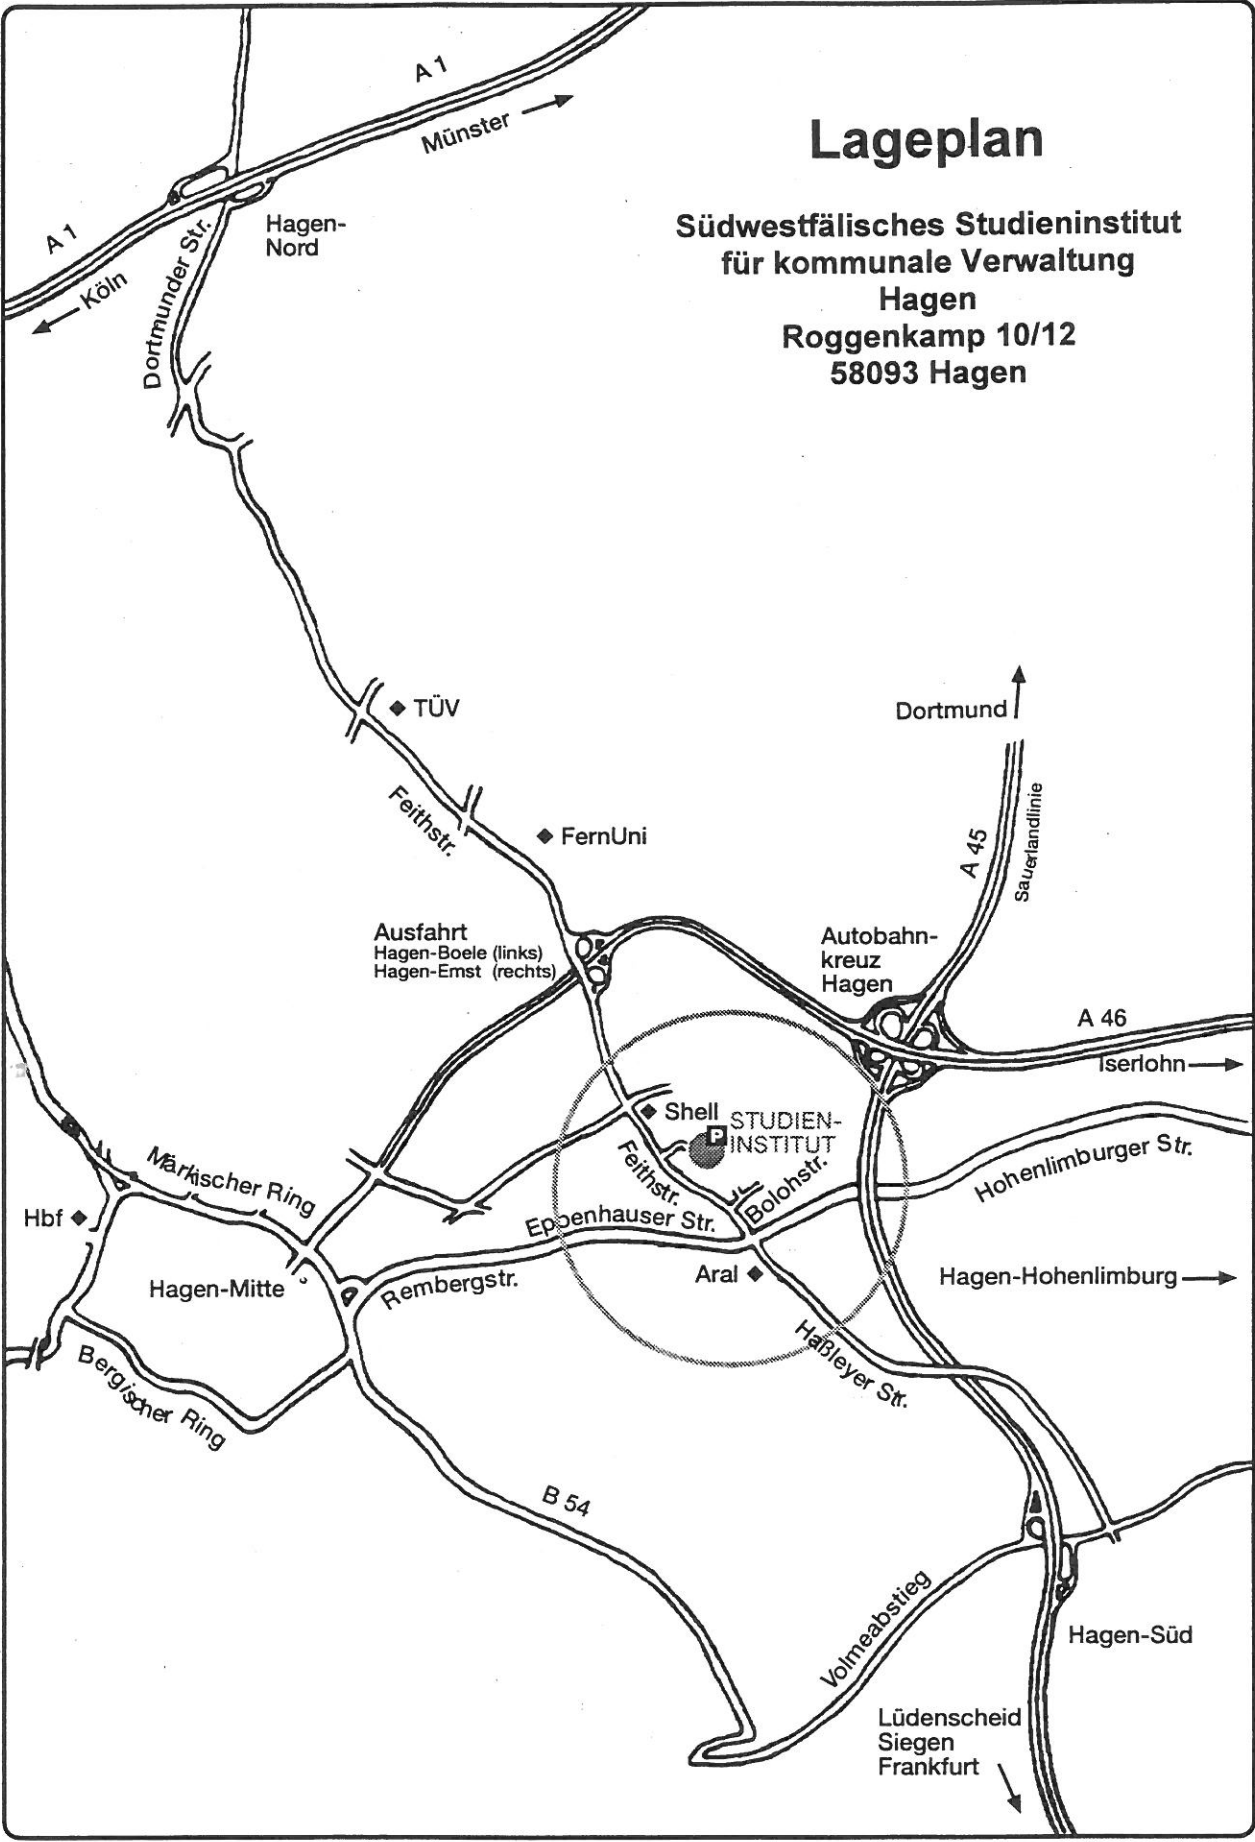 A 1
Münster
Lageplan
Südwestfälisches Studieninstitut
für kommunale Verwaltung
Hagen
Roggenkamp 10/12
58093 Hagen
A 1
Köln
Hagen-
Nord
Dortmunder Str.
TÜV
Dortmund
Feithstr.
FernUni
A 45
Sauerlandlinie
Ausfahrt
Hagen-Boele (links)
Hagen-Emst (rechts)
Autobahn-
kreuz
Hagen
A 46
Iserlohn
Shell
P
STUDIEN-
INSTITUT
Märkischer Ring
Feithstr.
Bolohstr.
Hohenlimburger Str.
Hbf
Eppenhauser Str.
Hagen-Mitte
Rembergstr.
Aral
Hagen-Hohenlimburg
Bergischer Ring
Haßleyer Str.
B 54
Volmeabstieg
Hagen-Süd
Lüdenscheid
Siegen
Frankfurt